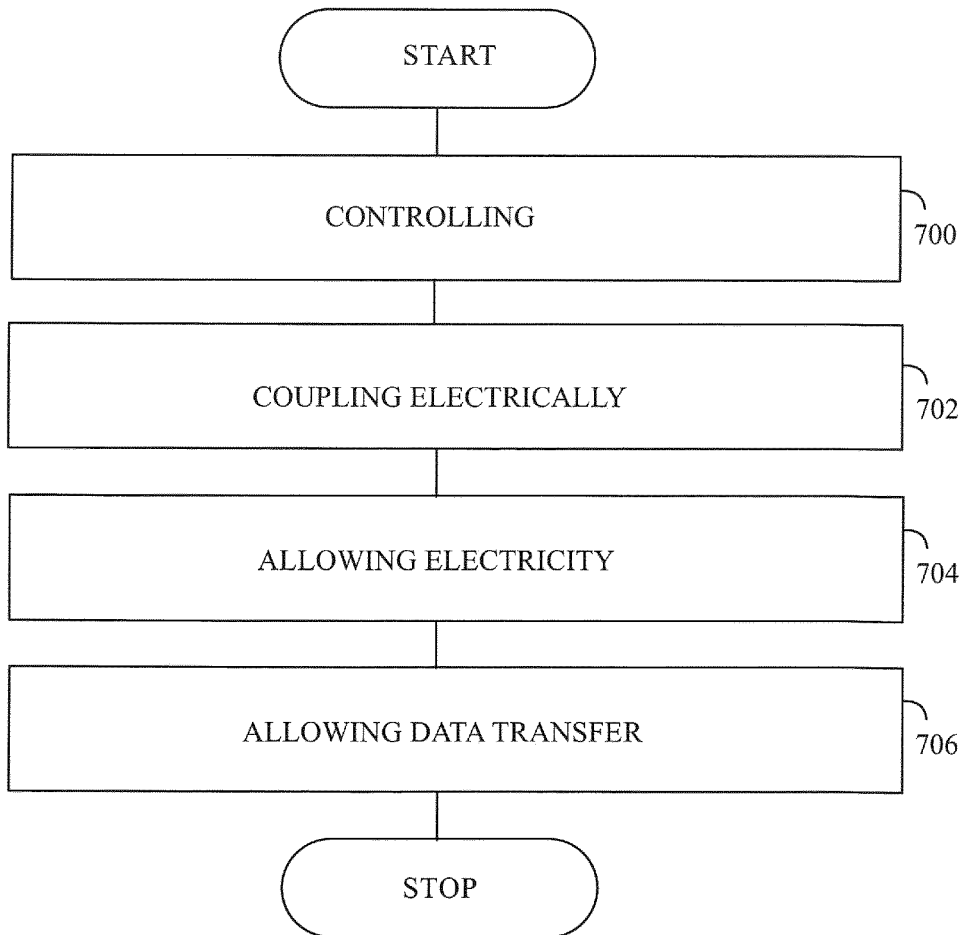 START
CONTROLLING
700
COUPLING ELECTRICALLY
702
ALLOWING ELECTRICITY
704
ALLOWING DATA TRANSFER
706
STOP